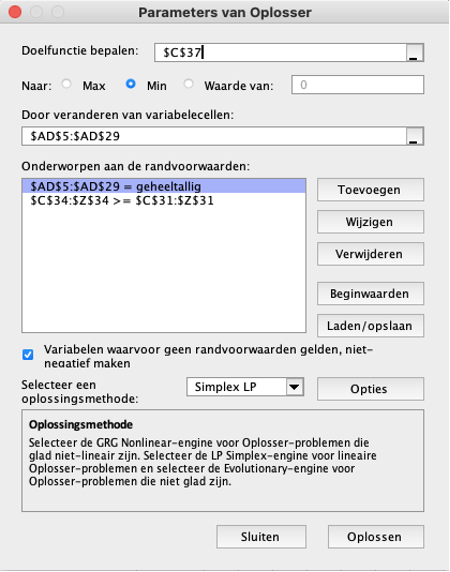 Parameters van Oplosser
Doelfunctie bepalen: $C$37
Naar: Max Min Waarde van: 0
Door veranderen van variabelecellen:
$AD$5:$AD$29
Onderworpen aan de randvoorwaarden:
$AD$5:$AD$29 = geheeltallig
$C$34:$Z$34 >= $C$31:$Z$31
Toevoegen
Wijzigen
Verwijderen
Beginwaarden
Laden/opslaan
Variabelen waarvoor geen randvoorwaarden gelden, niet-
negatief maken
Selecteer een
oplossingsmethode:
Simplex LP
Opties
Oplossingsmethode
Selecteer de GRG Nonlinear-engine voor Oplosser-problemen die
glad niet-lineair zijn. Selecteer de LP Simplex-engine voor lineaire
Oplosser-problemen en selecteer de Evolutionary-engine voor
Oplosser-problemen die niet glad zijn.
Sluiten
Oplossen